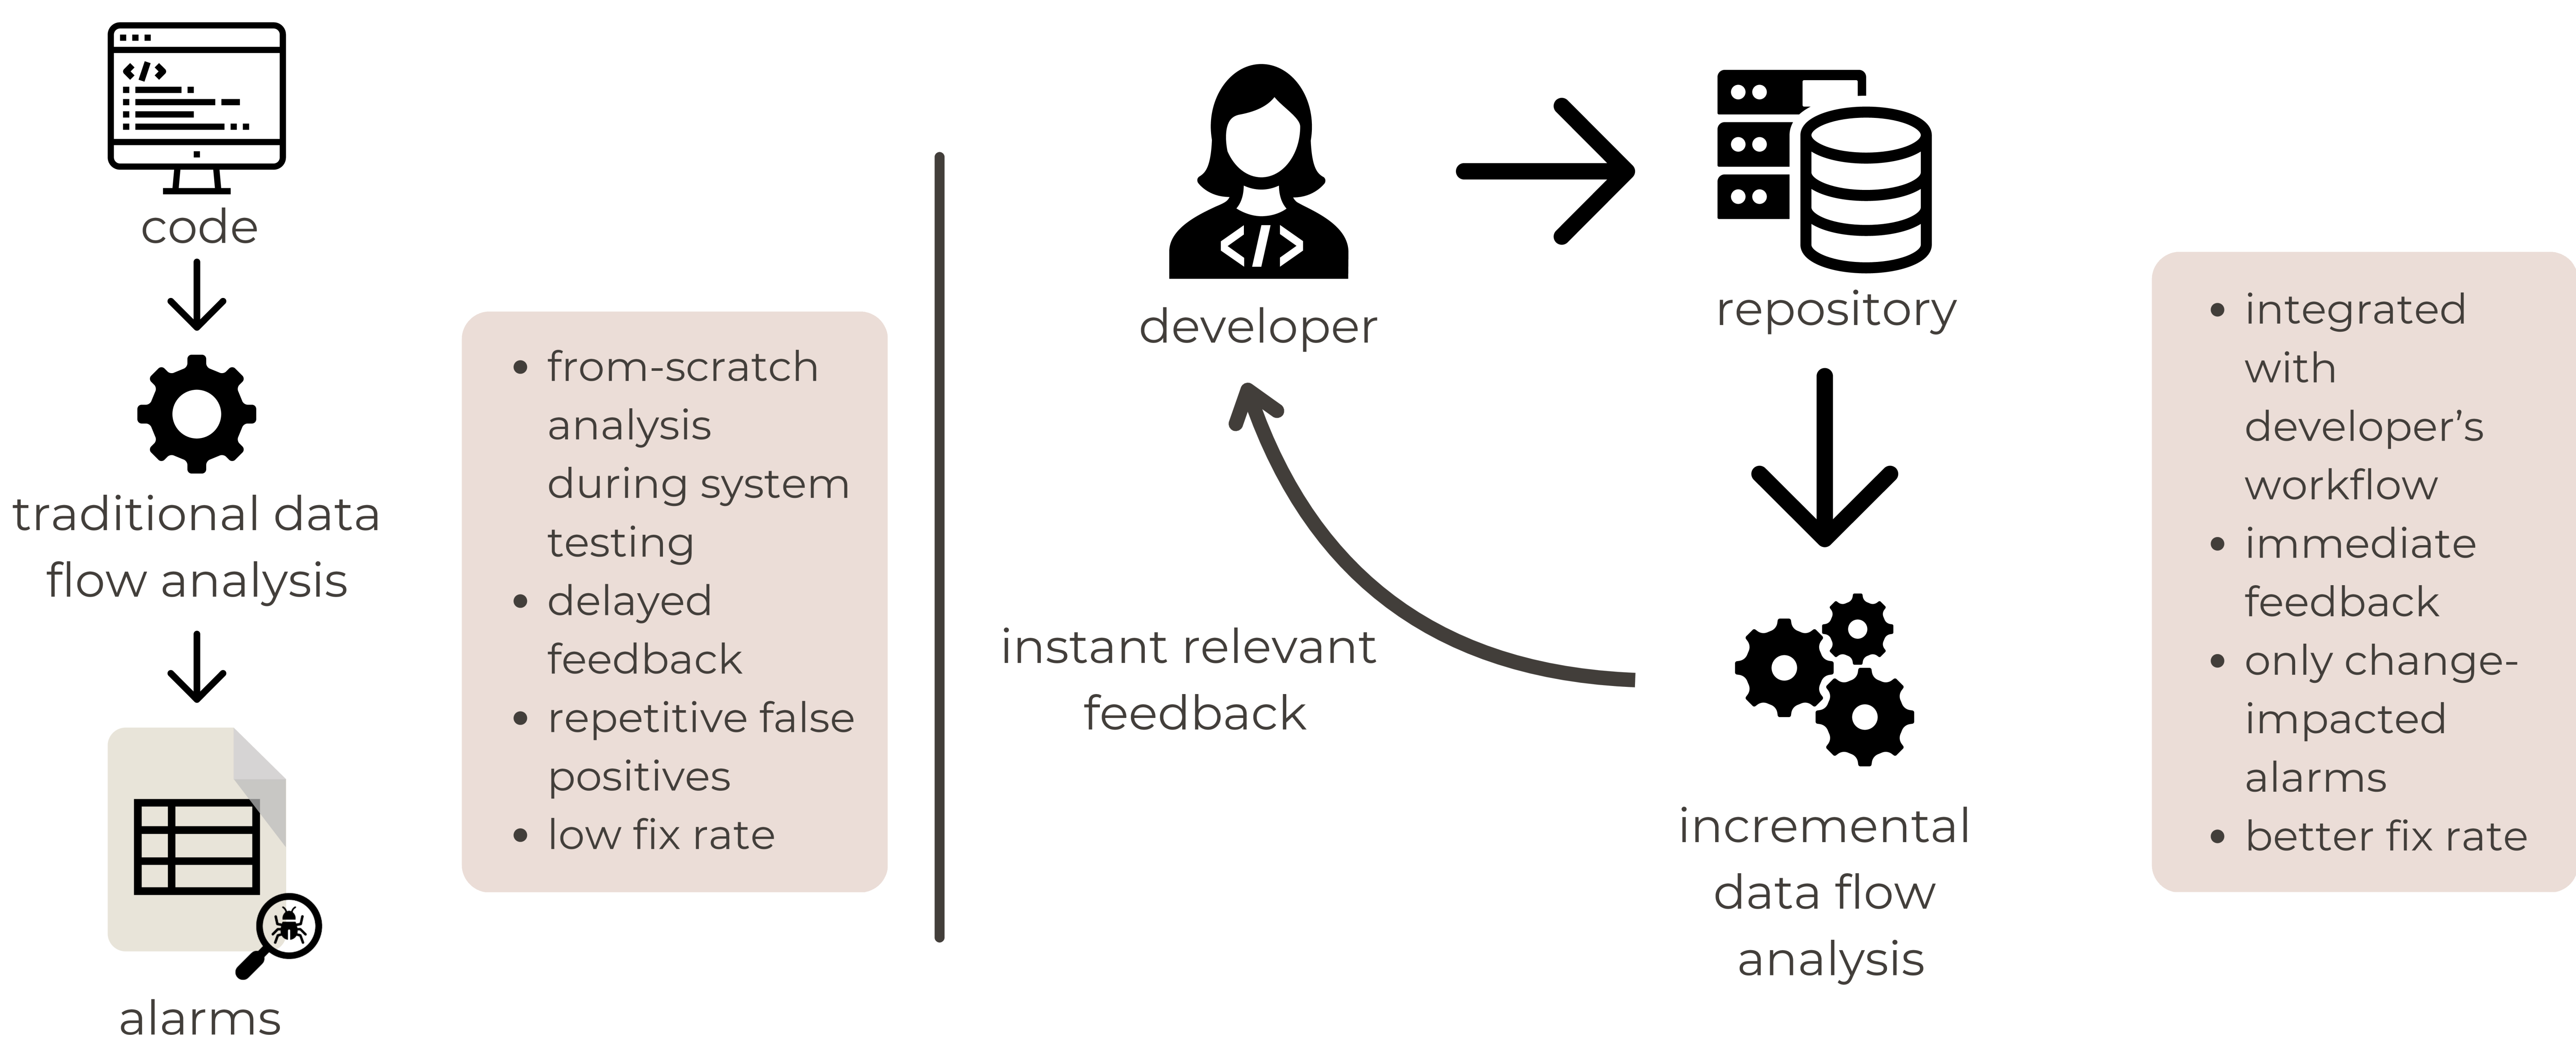 </>
code
traditional data
flow analysis
alarms
• from-scratch
analysis
during system
testing
• delayed
feedback
• repetitive false
positives
• low fix rate
</>
developer
repository
instant relevant
feedback
incremental
data flow
analysis
• integrated
with
developer’s
workflow
• immediate
feedback
• only change-
impacted
alarms
• better fix rate